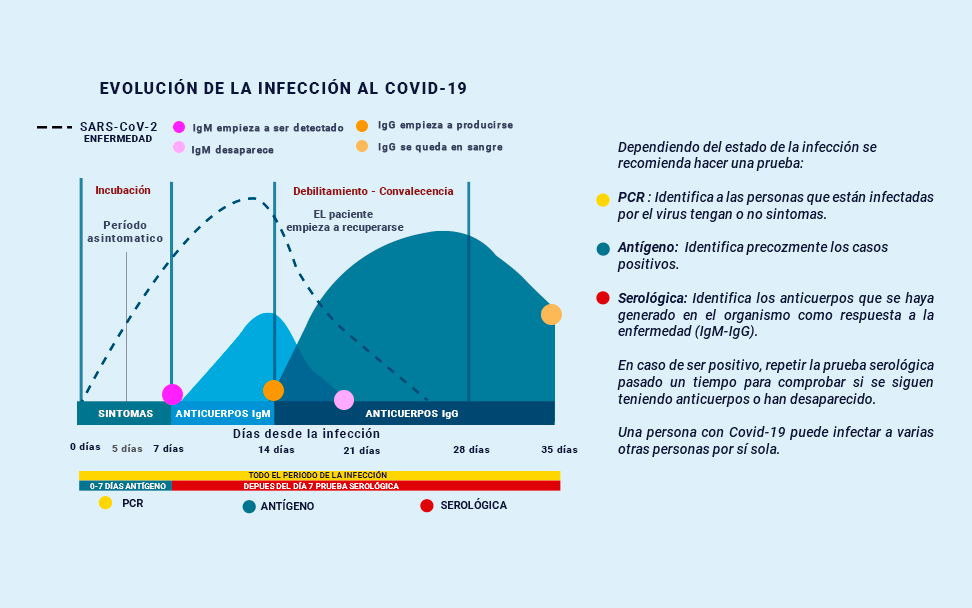 EVOLUCIÓN DE LA INFECCIÓN AL COVID-19
SARS-CoV-2
ENFERMEDAD
IgM empieza a ser detectado
IgM desaparece
IgG empieza a producirse
IgG se queda en sangre
Incubación
Período
asintomatico
Debilitamiento - Convalecencia
EL paciente
empieza a recuperarse
SINTOMAS
ANTICUERPOS IgM
ANTICUERPOS IgG
Días desde la infección
0 días
5 días
7 días
14 días
21 días
28 días
35 días
TODO EL PERIODO DE LA INFECCIÓN
0-7 DÍAS ANTÍGENO
DEPUES DEL DÍA 7 PRUEBA SEROLÓGICA
PCR
ANTÍGENO
SEROLÓGICA
Dependiendo del estado de la infección se
recomienda hacer una prueba:
PCR : Identifica a las personas que están infectadas
por el virus tengan o no sintomas.
Antígeno: Identifica precozmente los casos
positivos.
Serológica: Identifica los anticuerpos que se haya
generado en el organismo como respuesta a la
enfermedad (IgM-IgG).
En caso de ser positivo, repetir la prueba serológica
pasado un tiempo para comprobar si se siguen
teniendo anticuerpos o han desaparecido.
Una persona con Covid-19 puede infectar a varias
otras personas por sí sola.